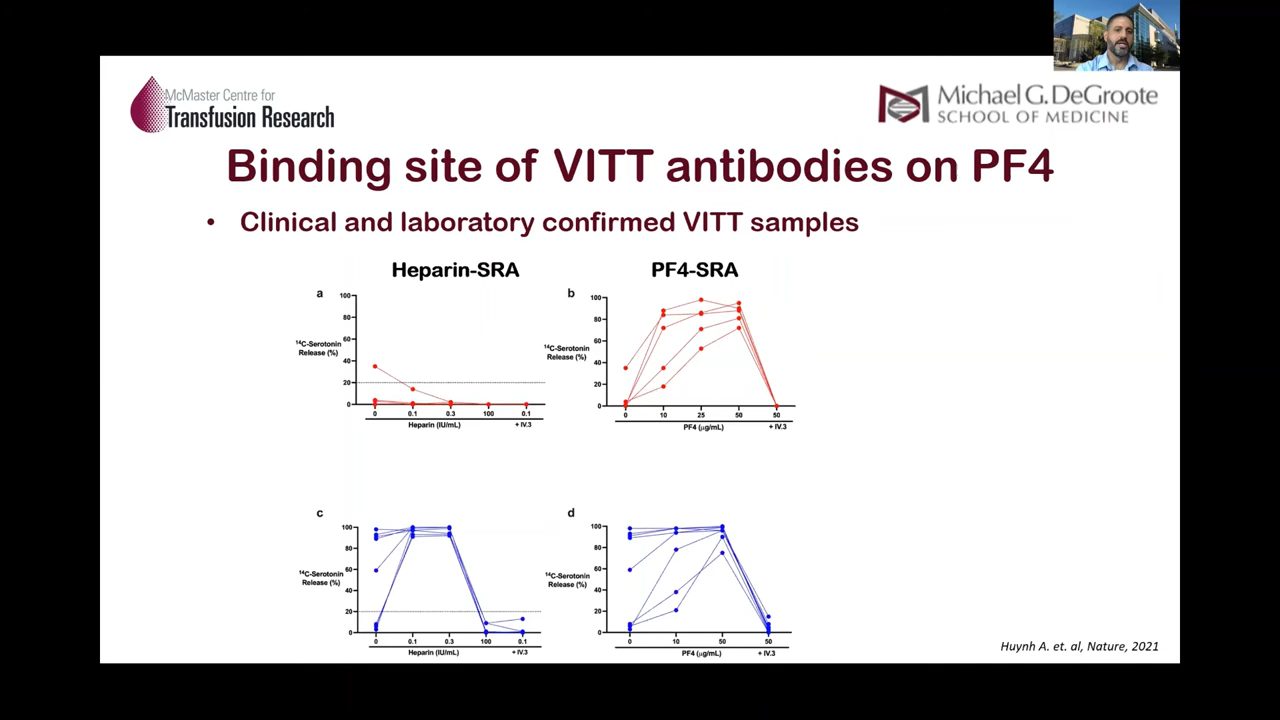 McMaster Centre for
Transfusion Research
Michael G. DeGroote
SCHOOL OF MEDICINE
Binding site of VITT antibodies on PF4
• Clinical and laboratory confirmed VITT samples
Heparin-SRA
PF4-SRA
a
100
80
60
40
20
0
14C-Serotonin
Release (%)
0 0.1 0.3 100 0.1
Heparin (IU/mL) + IV.3
b
100
80
60
40
20
0
14C-Serotonin
Release (%)
0 10 25 50 50
PF4 (μg/mL) + IV.3
c
100
80
60
40
20
0
14C-Serotonin
Release (%)
0 0.1 0.3 100 0.1
Heparin (IU/mL) + IV.3
d
100
80
60
40
20
0
14C-Serotonin
Release (%)
0 10 50 50
PF4 (μg/mL) + IV.3
Huynh A. et. al, Nature, 2021